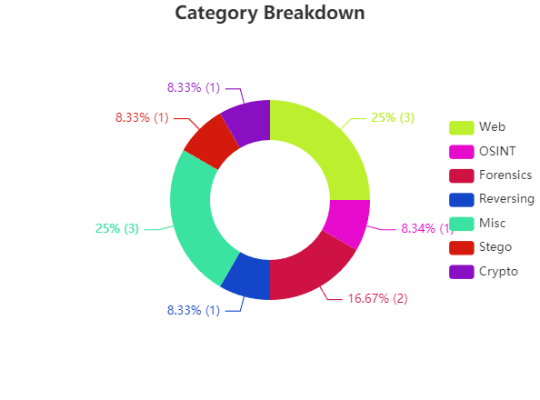 Category Breakdown
8.33% (1)
8.33% (1)
25% (3)
25% (3)
8.34% (1)
8.33% (1)
16.67% (2)
Web
OSINT
Forensics
Reversing
Misc
Stego
Crypto